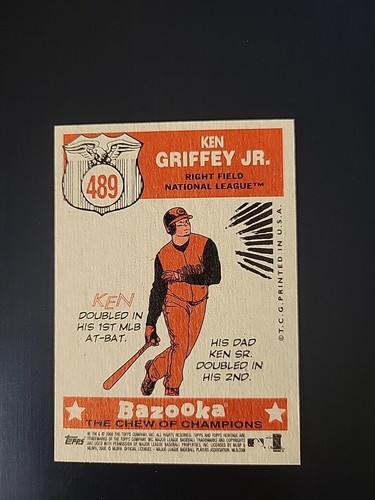 KEN
GRIFFEY JR.
489
RIGHT FIELD
NATIONAL LEAGUE™
© T.C.G. PRINTED IN U.S.A.
KEN
DOUBLED IN
HIS 1ST MLB
AT-BAT.
HIS DAD
KEN SR.
DOUBLED IN
HIS 2ND.
Bazooka
THE CHEW OF CHAMPIONS
Topps